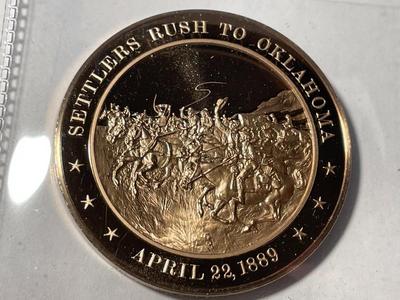 SETTLERS RUSH TO OKLAHOMA
APRIL 22, 1889